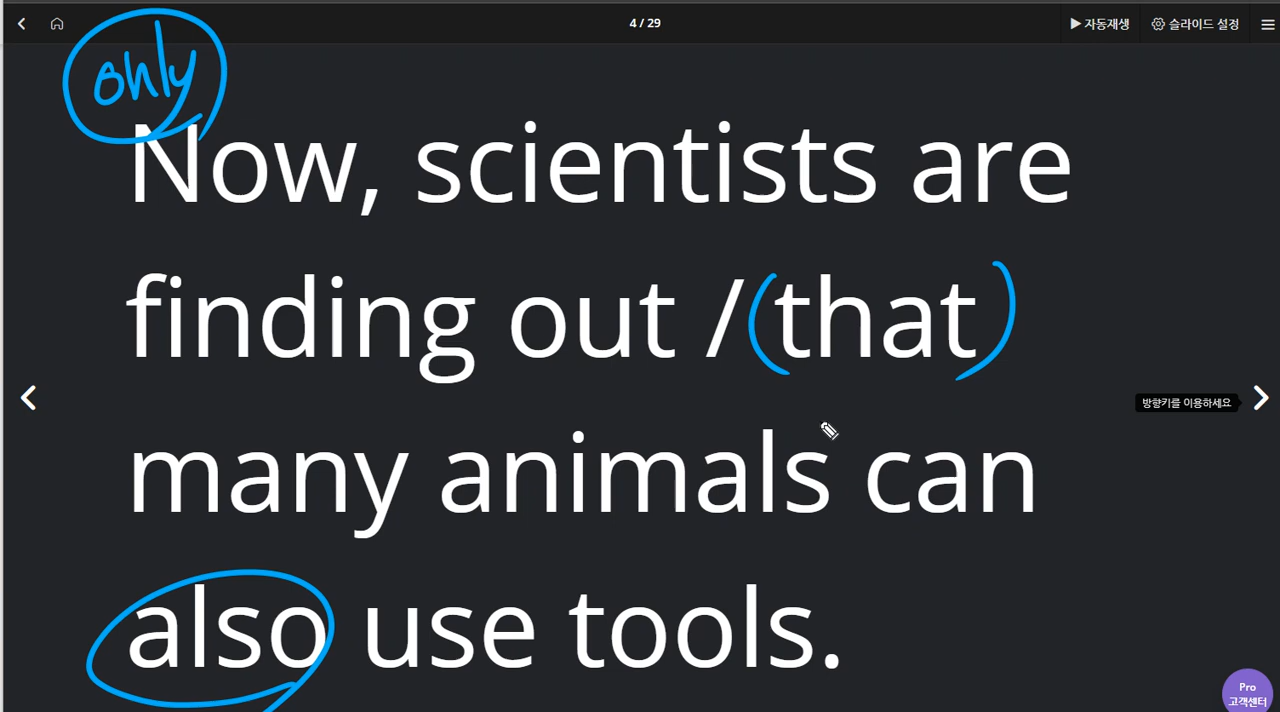 4 / 29
자동재생
슬라이드 설정
only
Now, scientists are
finding out /(that)
many animals can
also use tools.
방향키를 이용하세요
Pro
고객센터